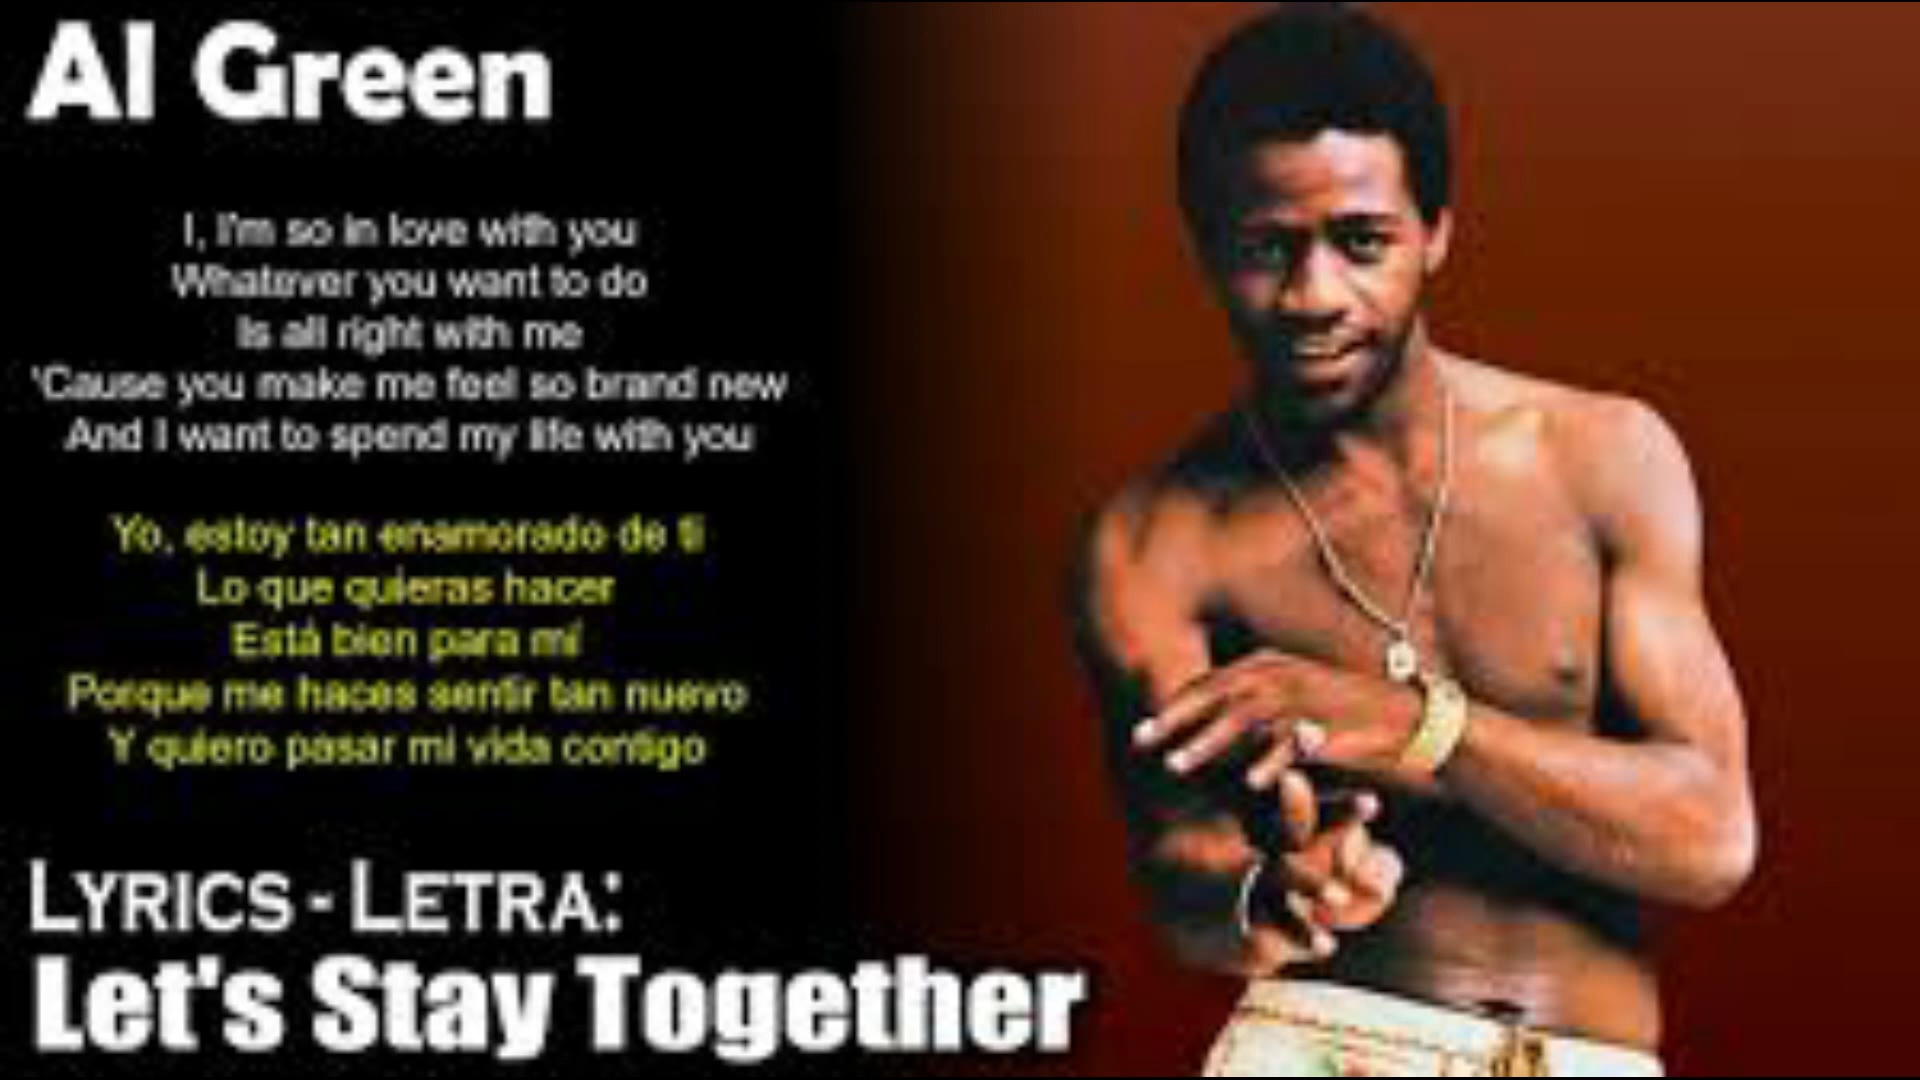 Al Green
I, I'm so in love with you
Whatever you want to do
Is all right with me
'Cause you make me feel so brand new
And I want to spend my life with you
Yo, estoy tan enamorado de ti
Lo que quieras hacer
Está bien para mí
Porque me haces sentir tan nuevo
Y quiero pasar mi vida contigo
LYRICS - LETRA:
Let's Stay Together